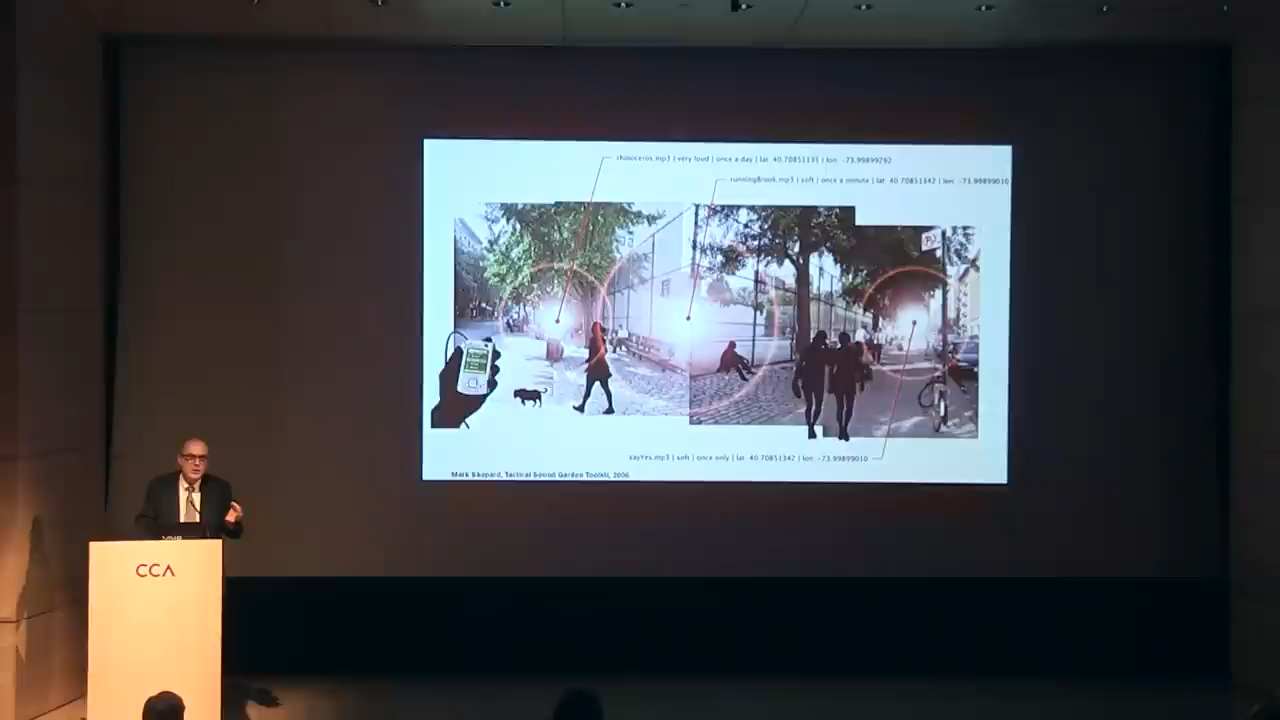 rhinoceros.mp3 | very loud | once a day | lat: 40.70851131 | lon: -73.99899292
runningBrook.mp3 | soft | once a minute | lat: 40.70851342 | lon: -73.99899010
sayYes.mp3 | soft | once only | lat: 40.70851342 | lon: -73.99899010
Mark Shepard, Tactical Sound Garden Toolkit, 2006
CCA